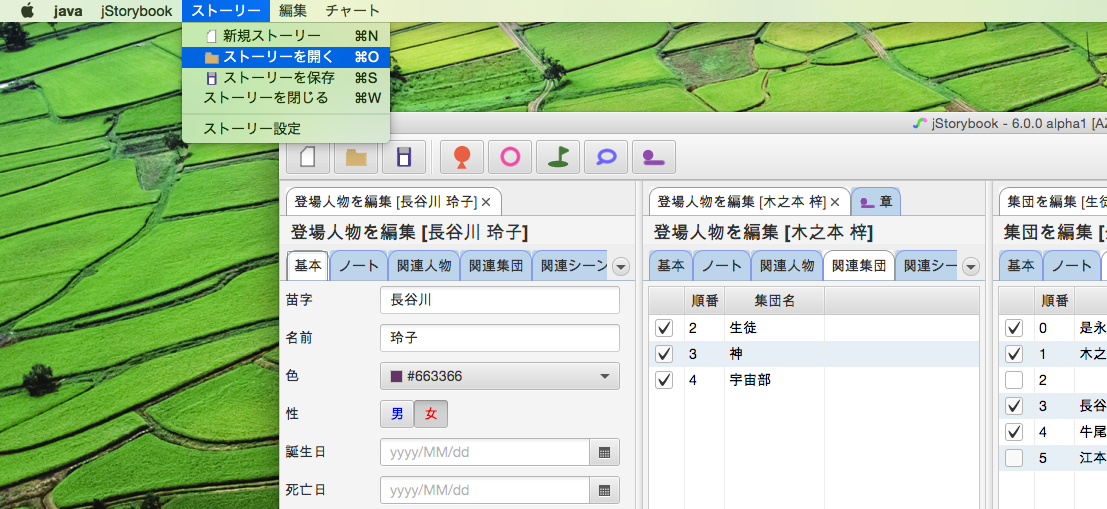 java jStorybook ストーリー 編集 チャート
新規ストーリー ⌘N
ストーリーを開く ⌘O
ストーリーを保存 ⌘S
ストーリーを閉じる ⌘W
ストーリー設定
jStorybook - 6.0.0 alpha1 [AZ
登場人物を編集 [長谷川 玲子]
登場人物を編集 [長谷川 玲子]
基本 ノート 関連人物 関連集団 関連シーン
苗字 長谷川
名前 玲子
色 #663366
性 男 女
誕生日 yyyy/MM/dd
死亡日 yyyy/MM/dd
登場人物を編集 [木之本 梓] 章
登場人物を編集 [木之本 梓]
基本 ノート 関連人物 関連集団 関連シー
順番 集団名
2 生徒
3 神
4 宇宙部
集団を編集 [生徒
集団を編集 [
基本 ノート
順番
0 是永
1 木之
2
3 長谷
4 牛尾
5 江本